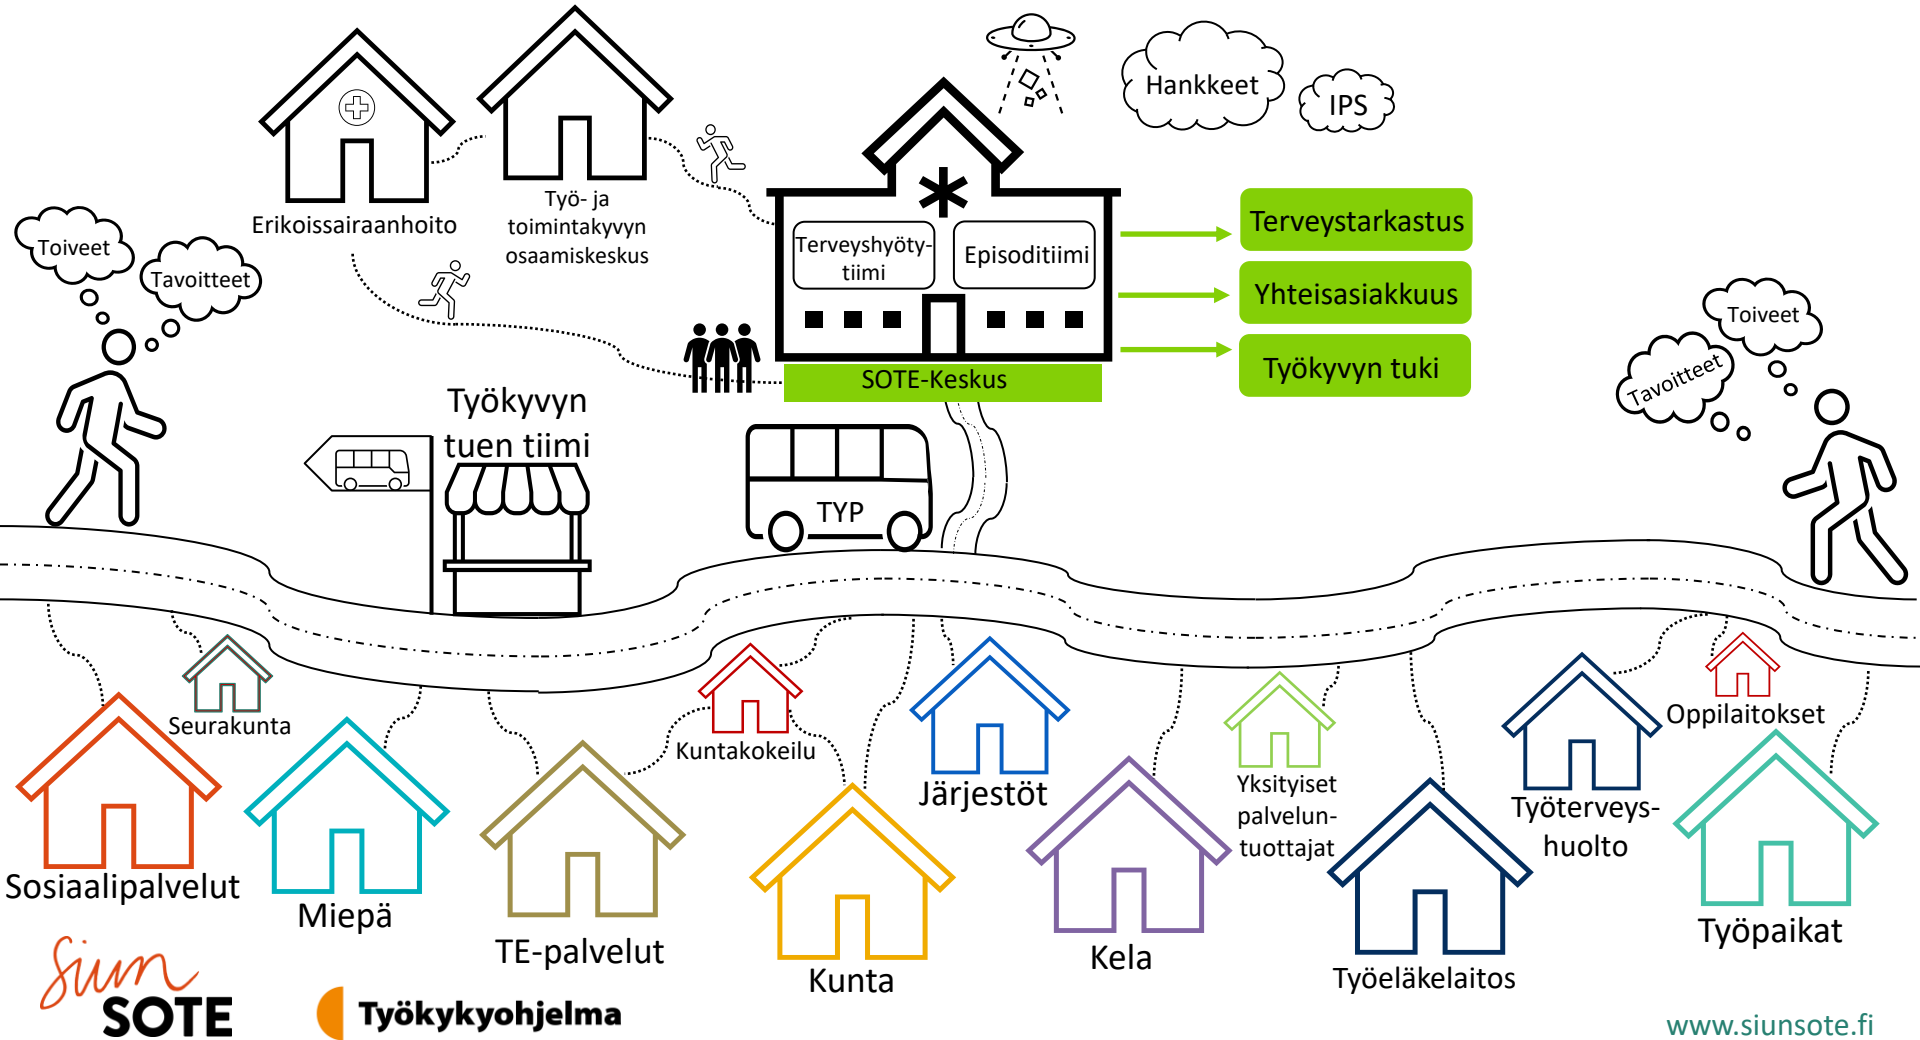 Hankkeet
IPS
Erikoissairaanhoito
Työ- ja
toimintakyvyn
osaamiskeskus
Toiveet
Tavoitteet
Terveyshyöty-
tiimi
Episoditiimi
SOTE-Keskus
Terveystarkastus
Yhteisasiakkuus
Työkyvyn tuki
Toiveet
Tavoitteet
Työkyvyn
tuen tiimi
TYP
Seurakunta
Kuntakokeilu
Oppilaitokset
Sosiaalipalvelut
Miepä
TE-palvelut
Kunta
Järjestöt
Kela
Yksityiset
palvelun-
tuottajat
Työeläkelaitos
Työterveys-
huolto
Työpaikat
Siun
SOTE
Työkykyohjelma
www.siunsote.fi